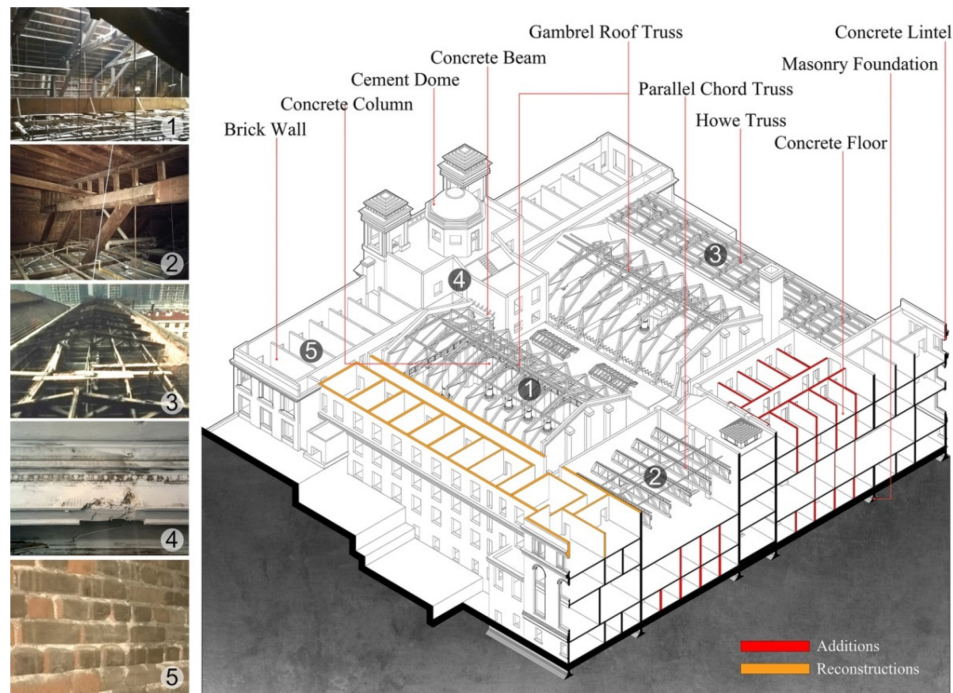 Gambrel Roof Truss
Concrete Lintel
Concrete Beam
Masonry Foundation
Cement Dome
Parallel Chord Truss
Concrete Column
Howe Truss
Brick Wall
Concrete Floor
1
2
3
4
5
3
4
5
1
2
Additions
Reconstructions